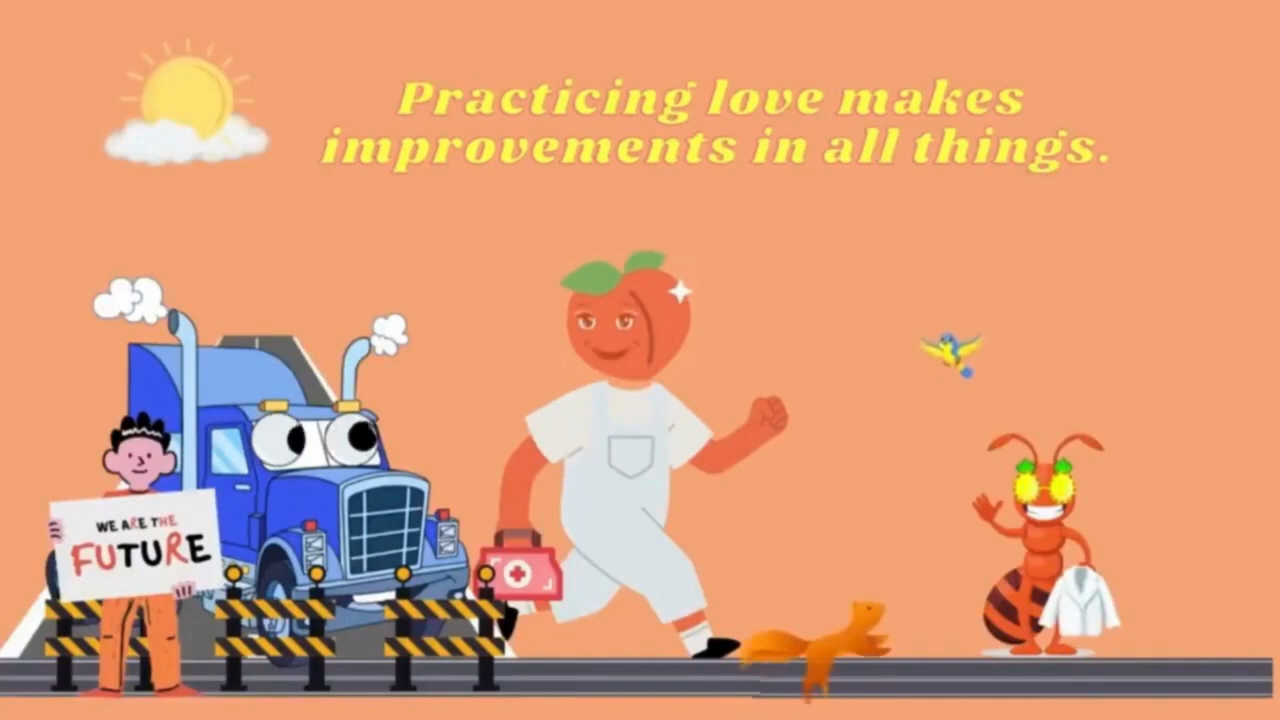 Practicing love makes
improvements in all things.
WE ARE THE
FUTURE